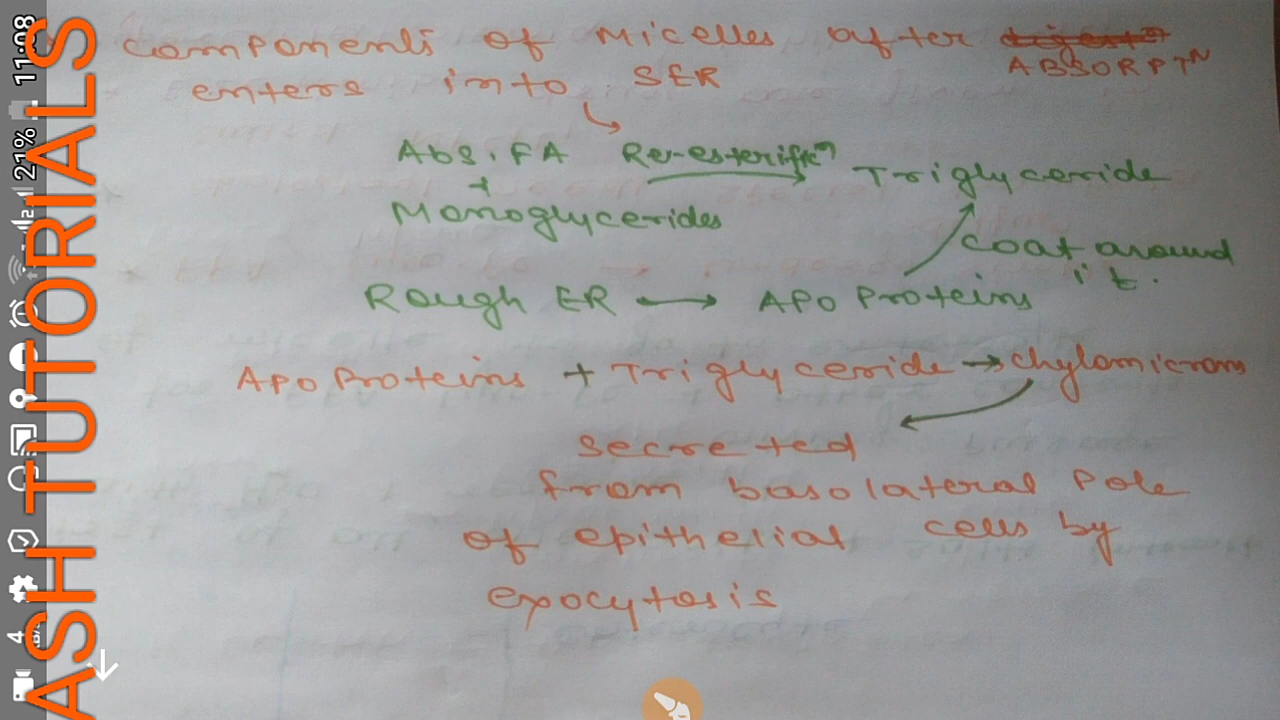 components of Micelles after ABSORPTN
enters into SER
Abs. FA Re-esterificn Triglyceride
+
Monoglycerides
coat around
it.
Rough ER → APO Proteins
APO Proteins + Triglyceride → chylomicrons
secreted
from basolateral Pole
of epithelial cells by
exocytosis
ASH TUTORIALS
11:08
21%
4